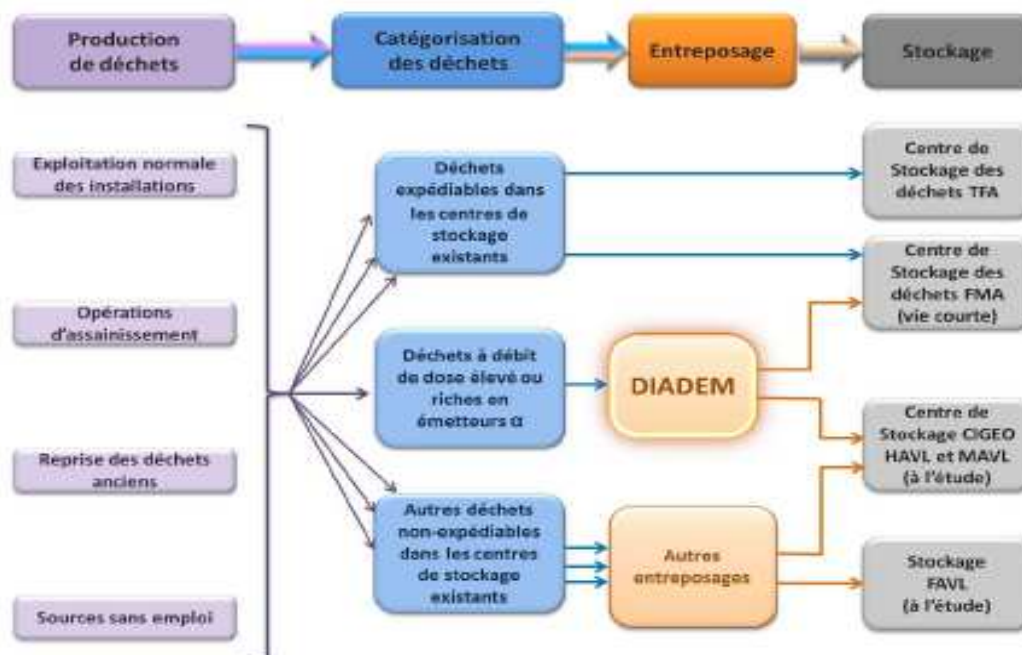 Production
de déchets
Catégorisation
des déchets
Entreposage
Stockage
Exploitation normale
des installations
Opérations
d'assainissement
Reprise des déchets
anciens
Sources sans emploi
Déchets
expédiables dans
les centres de
stockage
existants
Déchets à débit
de dose élevé ou
riches en
émetteurs α
Autres déchets
non-expédiables
dans les centres
de stockage
existants
DIADEM
Autres
entreposages
Centre de
Stockage des
déchets TFA
Centre de
Stockage des
déchets FMA
(vie courte)
Centre de
Stockage CIGEO
HAVL et MAVL
(à l'étude)
Stockage
FAVL
(à l'étude)